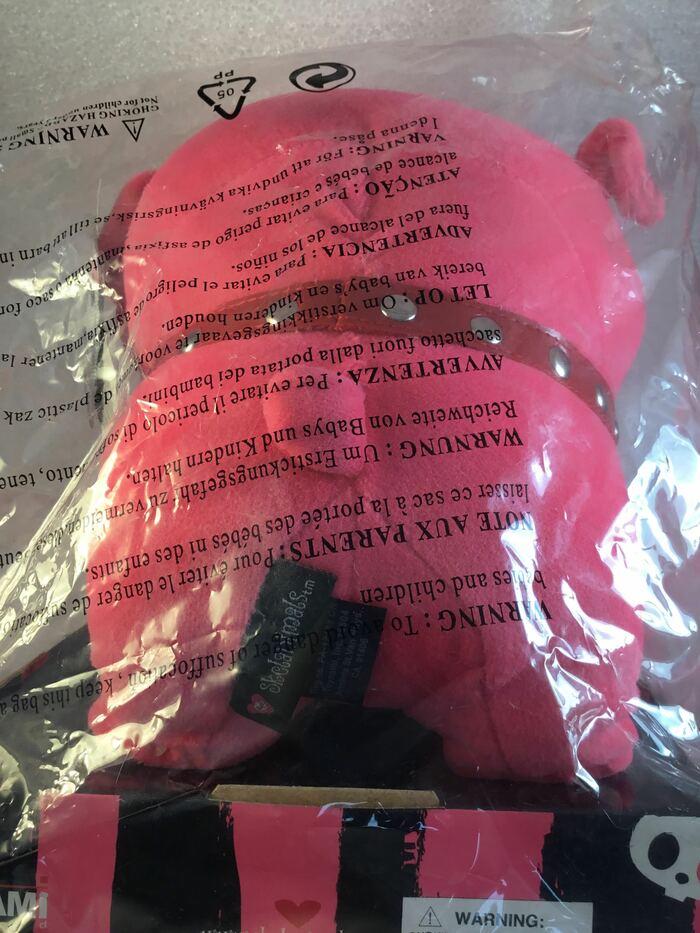 WARNING : To avoid danger of suffocation , keep this bag a
babies and children
NOTE AUX PARENTS: Pour éviter le danger de suffocation
laisser ce sac à la portée des bébés ni des enfants.
WARNUNG : Um Erstickungsgefahr zu vermeiden,diese
Reichweite von Babys und Kindern halten.
AVVERTENZA : Per evitare il pericolo di tene
sacchetto fuori dalla portata dei bambini.
LET OP : Om verstikkingsgevaar te de plastic zak
bereik van baby's en kinderen houden.
ADVERTENCIA : Para evitar el peligro de asfixia,mantener la
fuera del alcance de los niños.
ATENÇÃO : Para evitar perigo de asfixia,mantenha o saco for
alcance de bebés e crianças.
VARNING: För att undvika kvävningsrisk,se till att barn in
I denna påse.
WARNING :
CHOKING HAZA
Not for children years.
05
PP
skelanimals tm
AMI
WARNING: